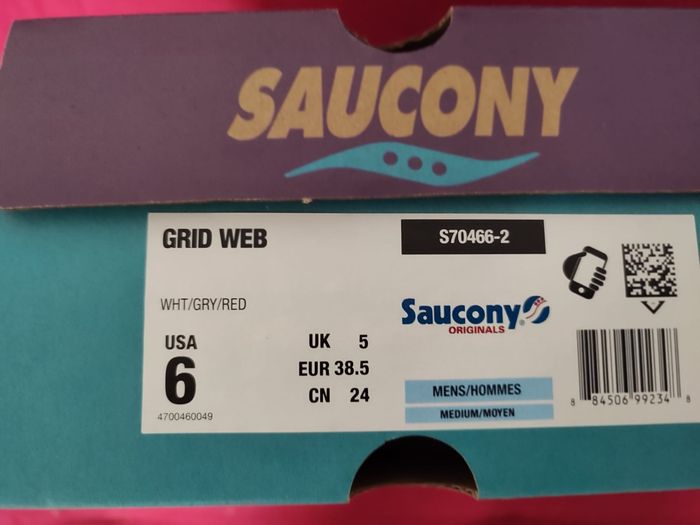 SAUCONY
GRID WEB
S70466-2
WHT/GRY/RED
Saucony
ORIGINALS
USA
6
UK 5
EUR 38.5
CN 24
4700460049
MENS/HOMMES
MEDIUM/MOYEN
8 84506 99234 8